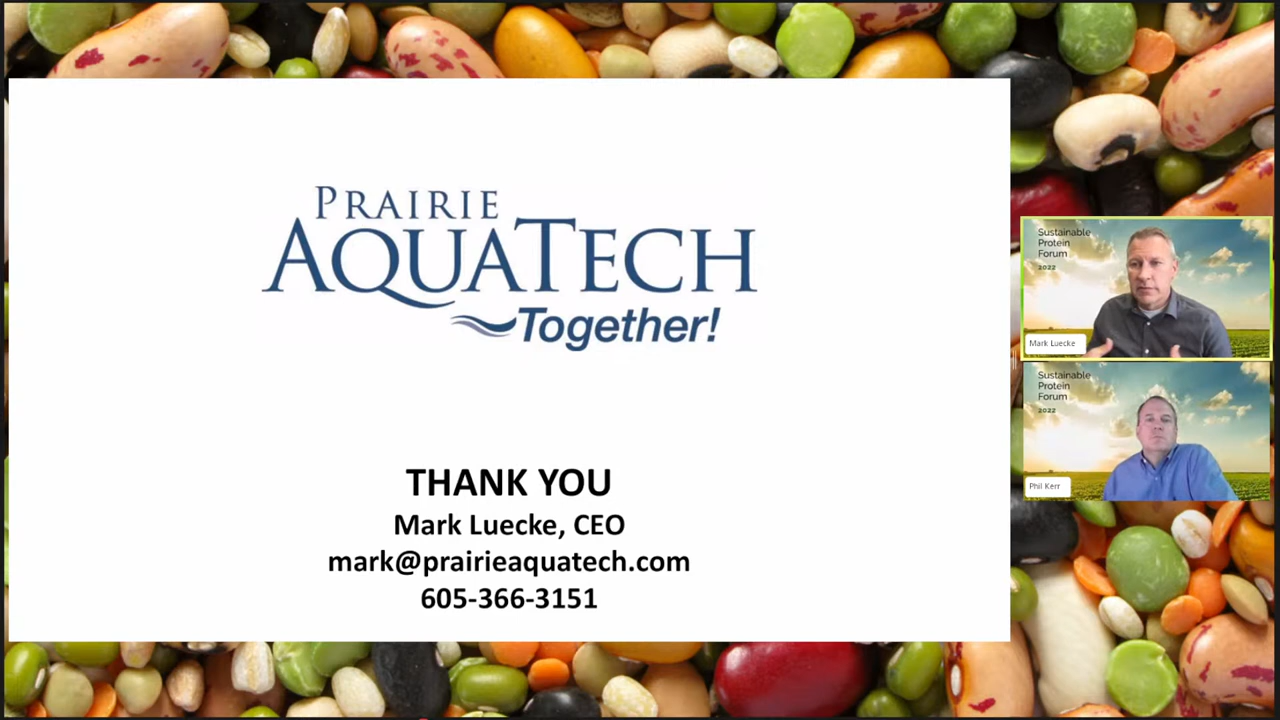 PRAIRIE
AQUATECH
Together!
THANK YOU
Mark Luecke, CEO
mark@prairieaquatech.com
605-366-3151
Sustainable
Protein
Forum
2022
Mark Luecke
Sustainable
Protein
Forum
2022
Phil Kerr